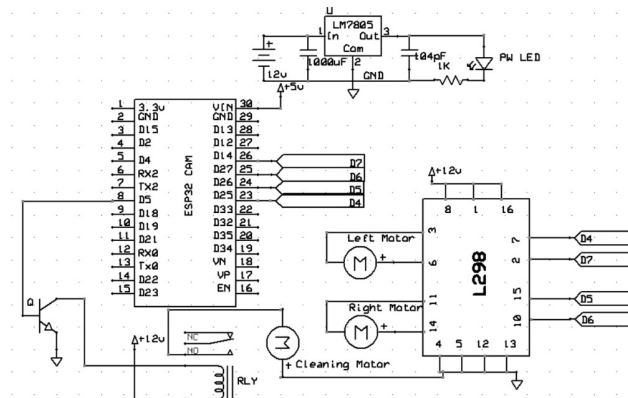 U
LM7805
1 In Out 3
Com
2
1000uF
104pF
1K
PW LED
12v
GND
+5v
1 3.3v VIN 30
2 GND GND 29
3 D15 D13 28
4 D2 D12 27
5 D4 D14 26 D7
6 RX2 D27 25 D6
7 TX2 D26 24 D5
8 D5 D25 23 D4
9 D18 D33 22
10 D19 D32 21
11 D21 D35 20
12 RX0 D34 19
13 Tx0 VN 18
14 D22 VP 17
15 D23 EN 16
ESP32 CAM
+12v
8 1 16
3
Left Motor
7 D4
M +
6
2 D7
L298
11
15 D5
Right Motor
M +
14
10 D6
4 5 12 13
Q
+12v
NC
NO
M
+ Cleaning Motor
RLY